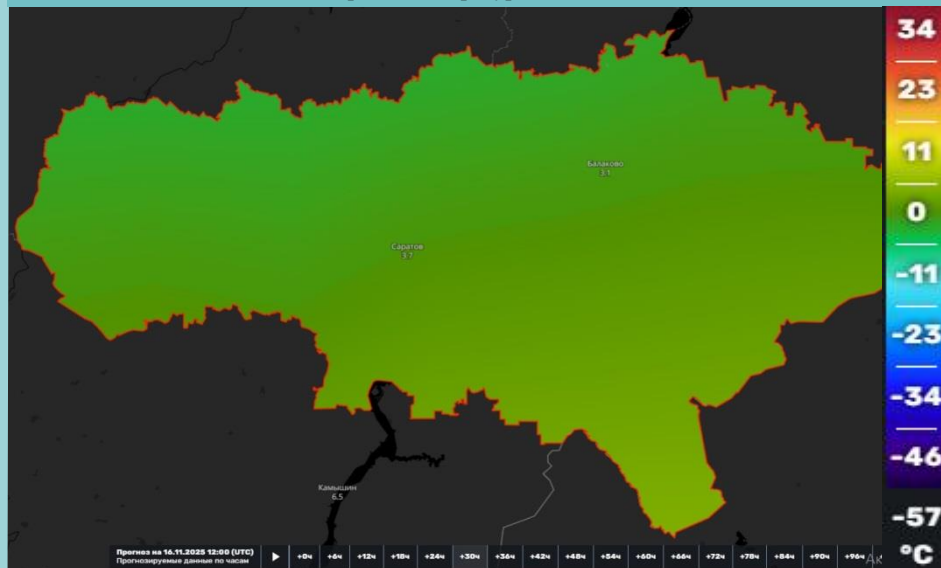 34
23
11
0
-11
-23
-34
-46
-57
°C
Балаково
3.1
Саратов
3.7
Камышин
6.5
Прогноз на 16.11.2025 12:00 (UTC)
Прогнозируемые данные по часам
+0ч +6ч +12ч +18ч +24ч +30ч +36ч +42ч +48ч +54ч +60ч +66ч +72ч +78ч +84ч +90ч +96ч
Ак